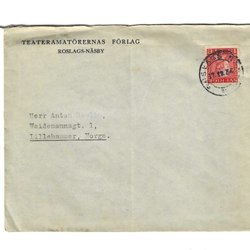 TEATERAMATÖRERNAS FÖRLAG
ROSLAGS-NÄSBY
Herr Anton
Weidemannsgt. 1,
Lillehammer, Norge.